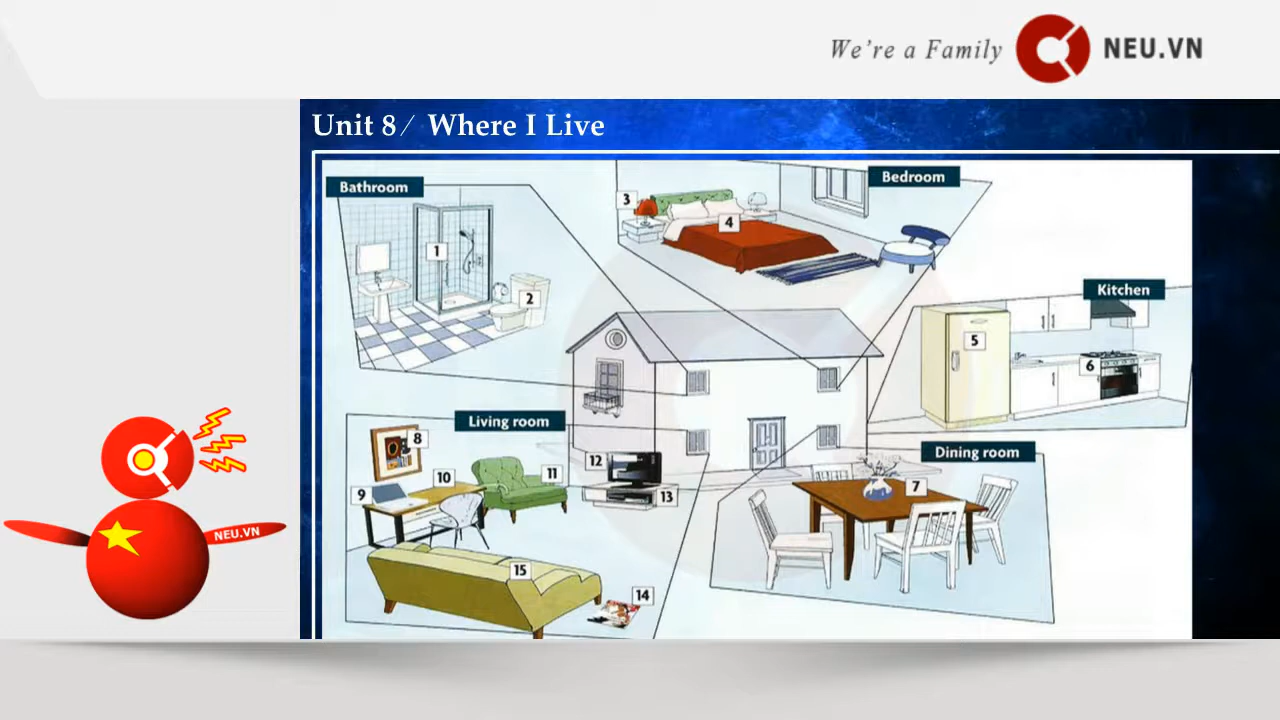 We're a Family
NEU.VN
Unit 8/ Where I Live
Bathroom
1
2
3
4
Bedroom
Kitchen
5
6
Living room
8
9
10
11
12
13
14
15
Dining room
7
NEU.VN